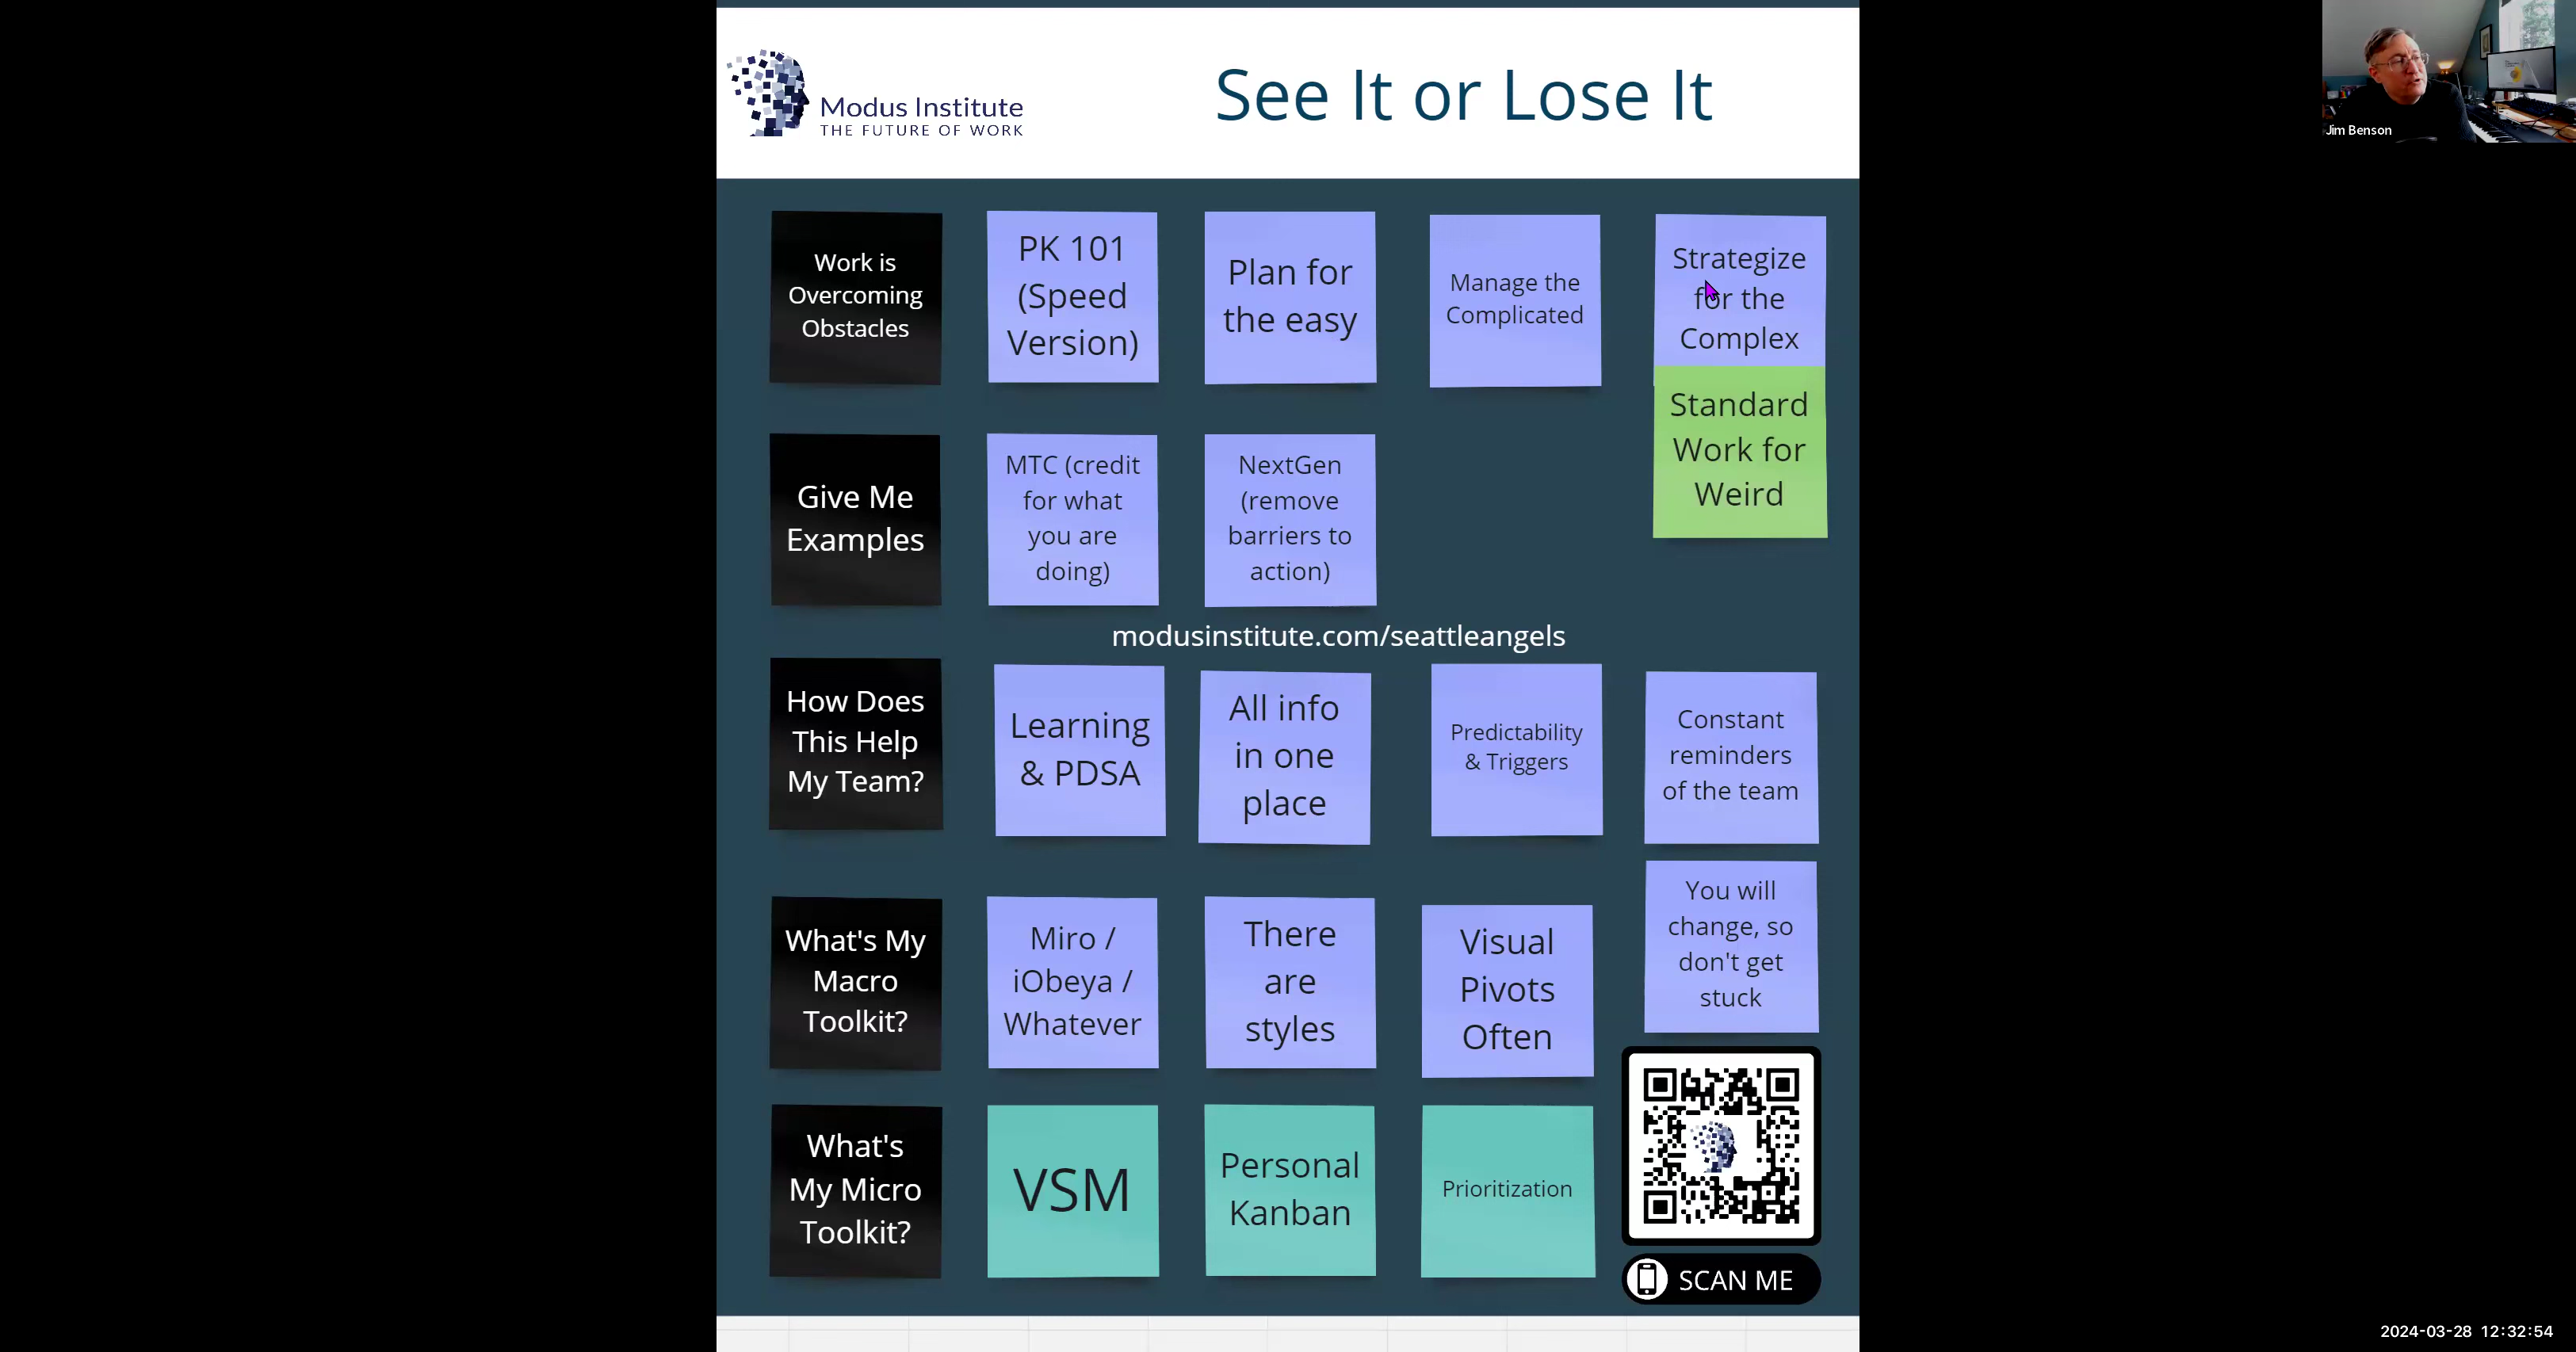 Modus Institute
THE FUTURE OF WORK
See It or Lose It
Jim Benson
Work is
Overcoming
Obstacles
PK 101
(Speed
Version)
Plan for
the easy
Manage the
Complicated
Strategize
for the
Complex
Standard
Work for
Weird
Give Me
Examples
MTC (credit
for what
you are
doing)
NextGen
(remove
barriers to
action)
modusinstitute.com/seattleangels
How Does
This Help
My Team?
Learning
& PDSA
All info
in one
place
Predictability
& Triggers
Constant
reminders
of the team
What's My
Macro
Toolkit?
Miro /
iObeya /
Whatever
There
are
styles
Visual
Pivots
Often
You will
change, so
don't get
stuck
What's
My Micro
Toolkit?
VSM
Personal
Kanban
Prioritization
SCAN ME
2024-03-28 12:32:54